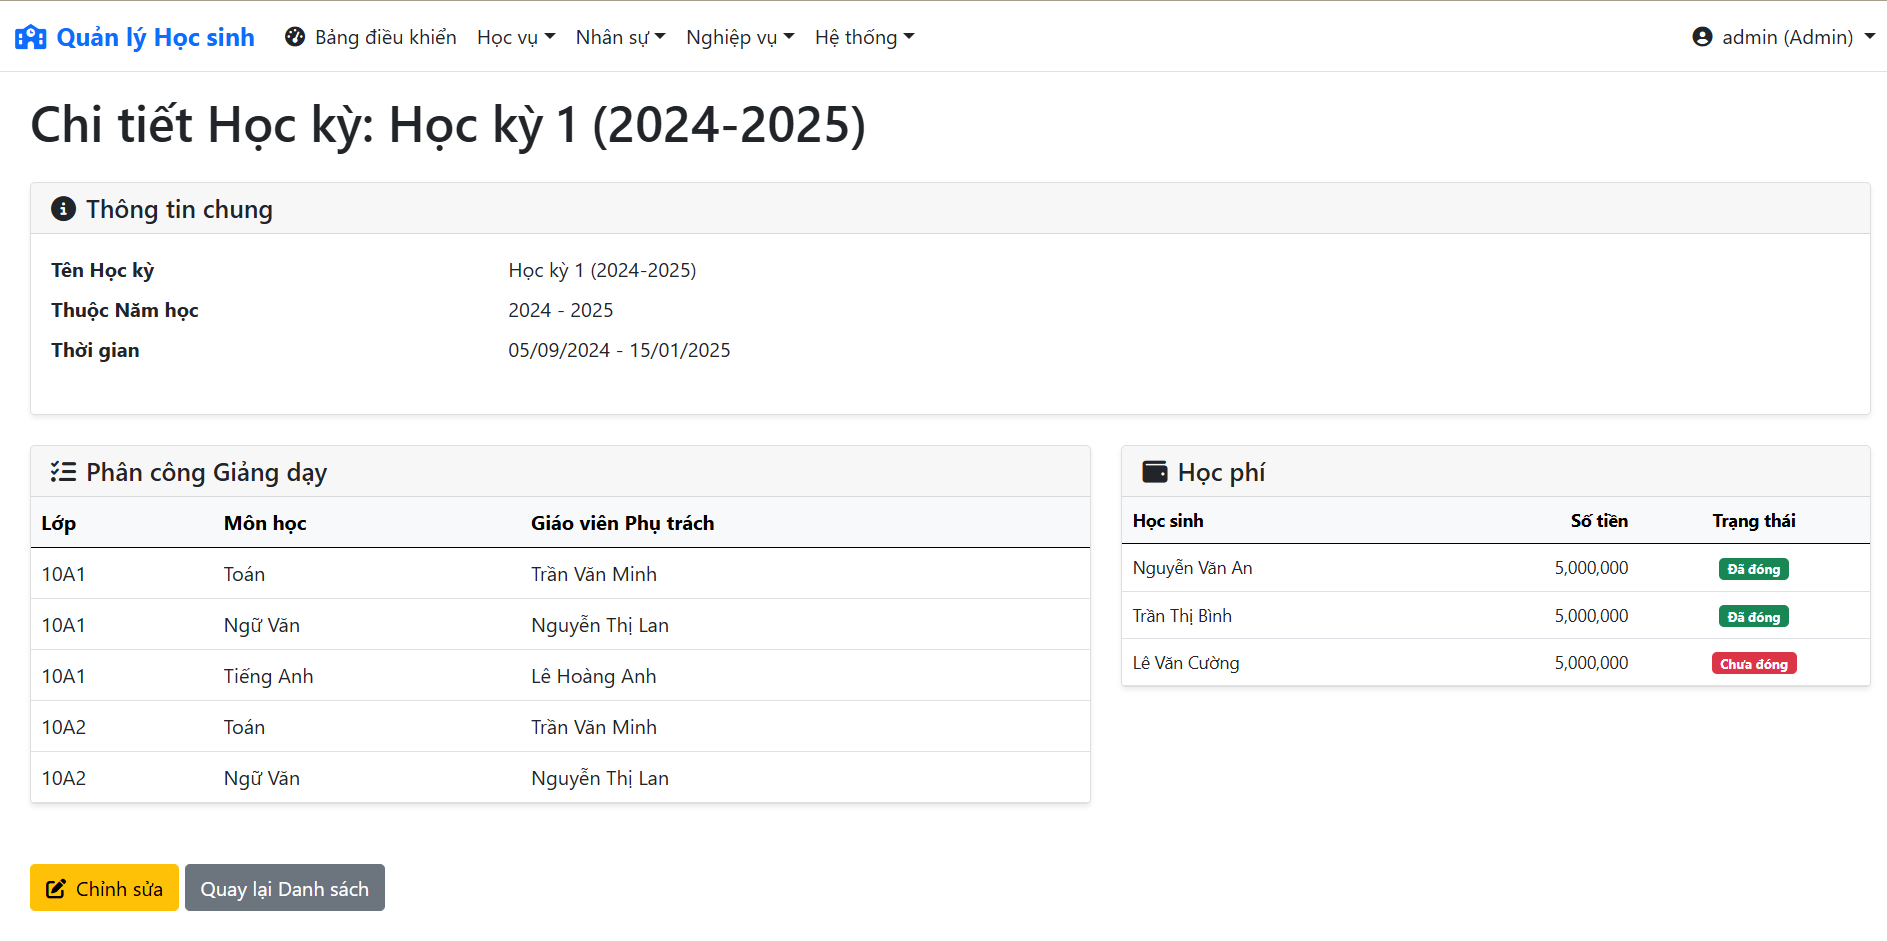 Quản lý Học sinh Bảng điều khiển Học vụ Nhân sự Nghiệp vụ Hệ thống admin (Admin)
Chi tiết Học kỳ: Học kỳ 1 (2024-2025)
Thông tin chung
Tên Học kỳ Học kỳ 1 (2024-2025)
Thuộc Năm học 2024 - 2025
Thời gian 05/09/2024 - 15/01/2025
Phân công Giảng dạy
Lớp Môn học Giáo viên Phụ trách
10A1 Toán Trần Văn Minh
10A1 Ngữ Văn Nguyễn Thị Lan
10A1 Tiếng Anh Lê Hoàng Anh
10A2 Toán Trần Văn Minh
10A2 Ngữ Văn Nguyễn Thị Lan
Học phí
Học sinh Số tiền Trạng thái
Nguyễn Văn An 5,000,000 Đã đóng
Trần Thị Bình 5,000,000 Đã đóng
Lê Văn Cường 5,000,000 Chưa đóng
Chỉnh sửa Quay lại Danh sách